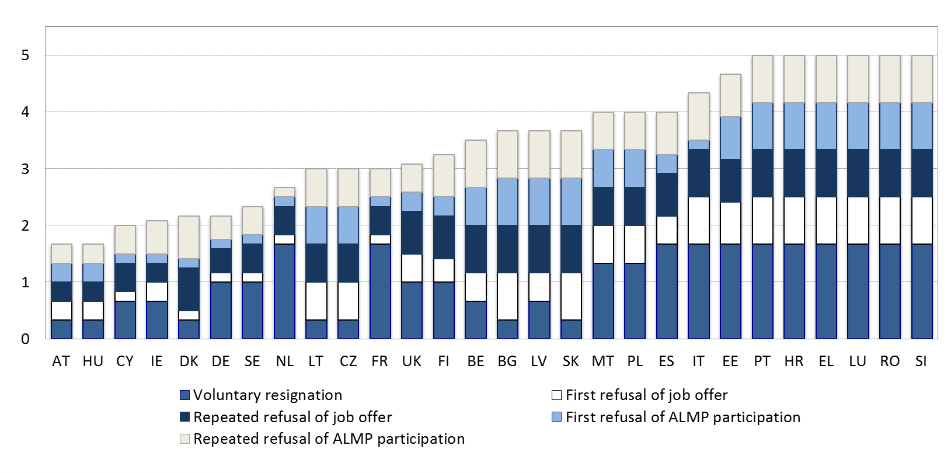 5
4
3
2
1
0
AT HU CY IE DK DE SE NL LT CZ FR UK FI BE BG LV SK MT PL ES IT EE PT HR EL LU RO SI
Voluntary resignation First refusal of job offer
Repeated refusal of job offer First refusal of ALMP participation
Repeated refusal of ALMP participation